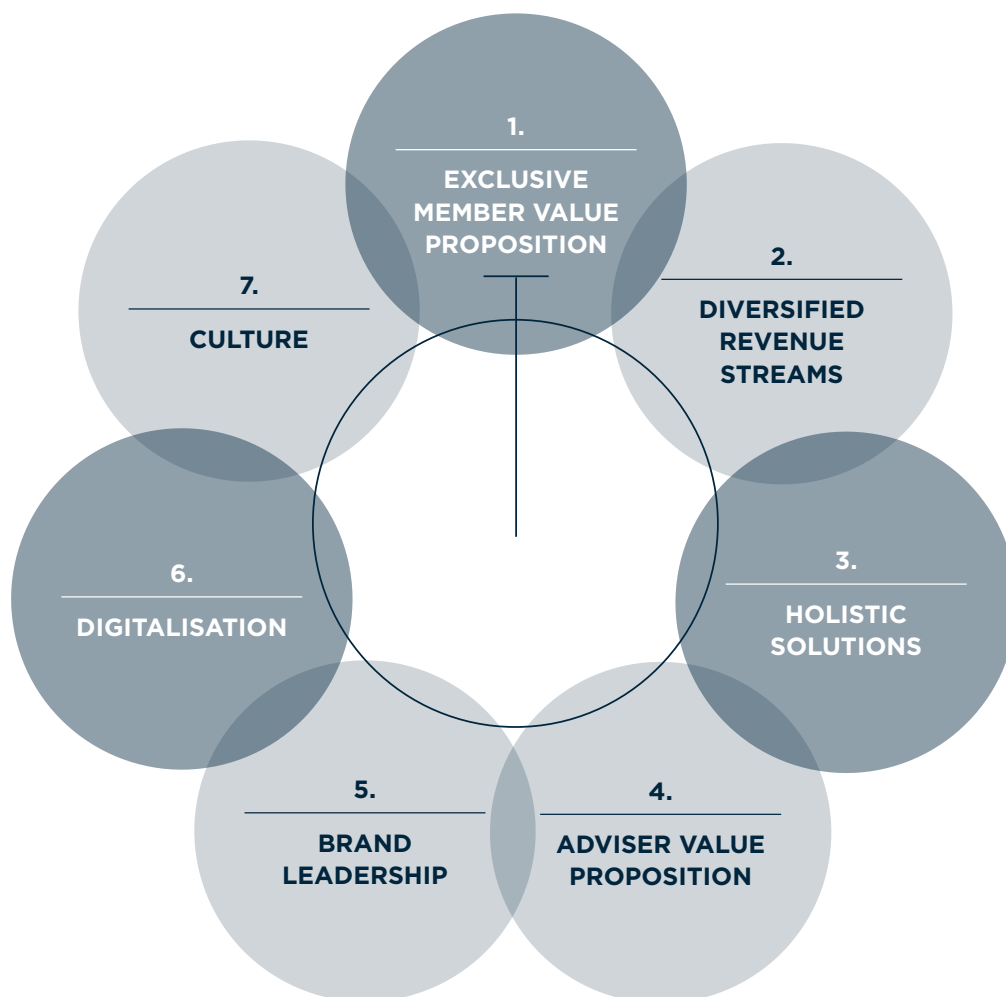 1.
EXCLUSIVE
MEMBER VALUE
PROPOSITION
2.
DIVERSIFIED
REVENUE
STREAMS
3.
HOLISTIC
SOLUTIONS
4.
ADVISER VALUE
PROPOSITION
5.
BRAND
LEADERSHIP
6.
DIGITALISATION
7.
CULTURE